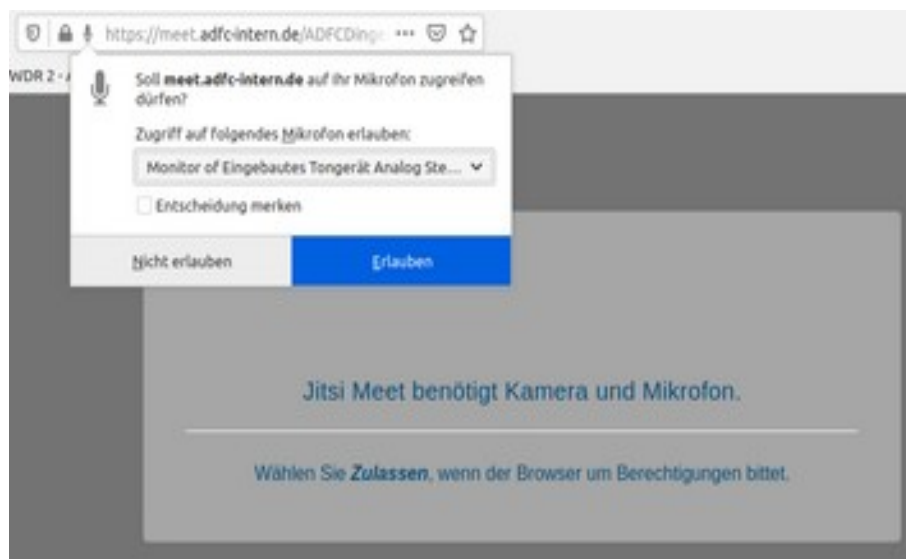 https://meet.adfc-intern.de/ADFCDinge
WDR 2 - A
Soll meet.adfc-intern.de auf Ihr Mikrofon zugreifen
dürfen?
Zugriff auf folgendes Mikrofon erlauben:
Monitor of Eingebautes Tongerät Analog Ste...
Entscheidung merken
Nicht erlauben
Erlauben
Jitsi Meet benötigt Kamera und Mikrofon.
Wählen Sie Zulassen, wenn der Browser um Berechtigungen bittet.